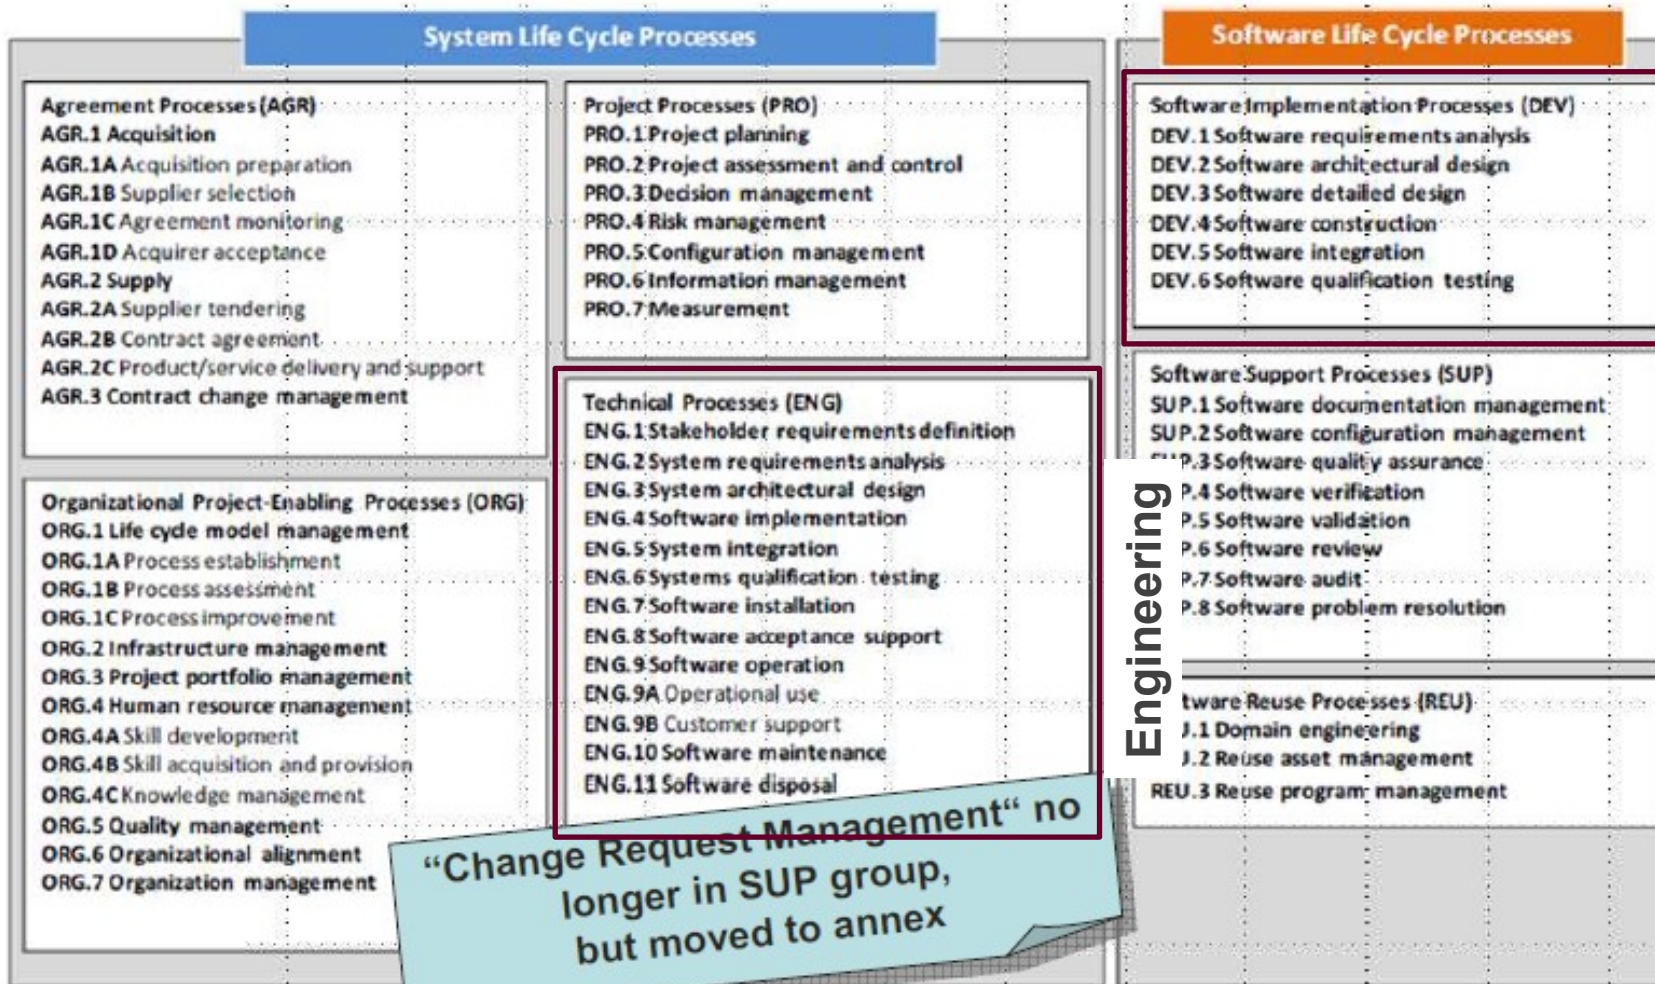 System Life Cycle Processes
Agreement Processes (AGR)
AGR.1 Acquisition
AGR.1A Acquisition preparation
AGR.1B Supplier selection
AGR.1C Agreement monitoring
AGR.1D Acquirer acceptance
AGR.2 Supply
AGR.2A Supplier tendering
AGR.2B Contract agreement
AGR.2C Product/service delivery and support
AGR.3 Contract change management
Organizational Project-Enabling Processes (ORG)
ORG.1 Life cycle model management
ORG.1A Process establishment
ORG.1B Process assessment
ORG.1C Process improvement
ORG.2 Infrastructure management
ORG.3 Project portfolio management
ORG.4 Human resource management
ORG.4A Skill development
ORG.4B Skill acquisition and provision
ORG.4C Knowledge management
ORG.5 Quality management
ORG.6 Organizational alignment
ORG.7 Organization management
Project Processes (PRO)
PRO.1 Project planning
PRO.2 Project assessment and control
PRO.3 Decision management
PRO.4 Risk management
PRO.5 Configuration management
PRO.6 Information management
PRO.7 Measurement
Technical Processes (ENG)
ENG.1 Stakeholder requirements definition
ENG.2 System requirements analysis
ENG.3 System architectural design
ENG.4 Software implementation
ENG.5 System integration
ENG.6 Systems qualification testing
ENG.7 Software installation
ENG.8 Software acceptance support
ENG.9 Software operation
ENG.9A Operational use
ENG.9B Customer support
ENG.10 Software maintenance
ENG.11 Software disposal
“Change Request Management“ no
longer in SUP group,
but moved to annex
Engineering
Software Life Cycle Processes
Software Implementation Processes (DEV)
DEV.1 Software requirements analysis
DEV.2 Software architectural design
DEV.3 Software detailed design
DEV.4 Software construction
DEV.5 Software integration
DEV.6 Software qualification testing
Software Support Processes (SUP)
SUP.1 Software documentation management
SUP.2 Software configuration management
SUP.3 Software quality assurance
P.4 Software verification
P.5 Software validation
P.6 Software review
P.7 Software audit
P.8 Software problem resolution
tware Reuse Processes (REU)
J.1 Domain engineering
J.2 Reuse asset management
REU.3 Reuse program management